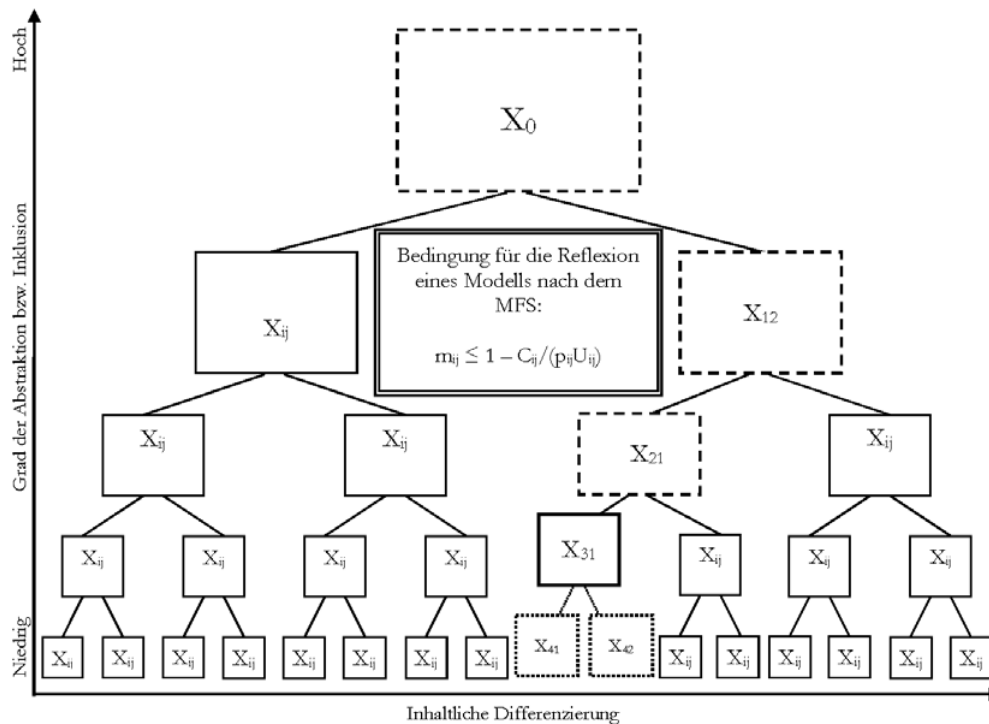 Hoch
X₀
Bedingung für die Reflexion
eines Modells nach dem
MFS:
mᵢⱼ ≤ 1 – Cᵢⱼ/(pᵢⱼUᵢⱼ)
Xᵢⱼ
X₁₂
Grad der Abstraktion bzw. Inklusion
Xᵢⱼ
Xᵢⱼ
X₂₁
Xᵢⱼ
Xᵢⱼ
Xᵢⱼ
Xᵢⱼ
Xᵢⱼ
X₃₁
Xᵢⱼ
Xᵢⱼ
Xᵢⱼ
Niedrig
Xᵢⱼ
Xᵢⱼ
Xᵢⱼ
Xᵢⱼ
Xᵢⱼ
Xᵢⱼ
Xᵢⱼ
Xᵢⱼ
X₄₁
X₄₂
Xᵢⱼ
Xᵢⱼ
Xᵢⱼ
Xᵢⱼ
Xᵢⱼ
Xᵢⱼ
Inhaltliche Differenzierung